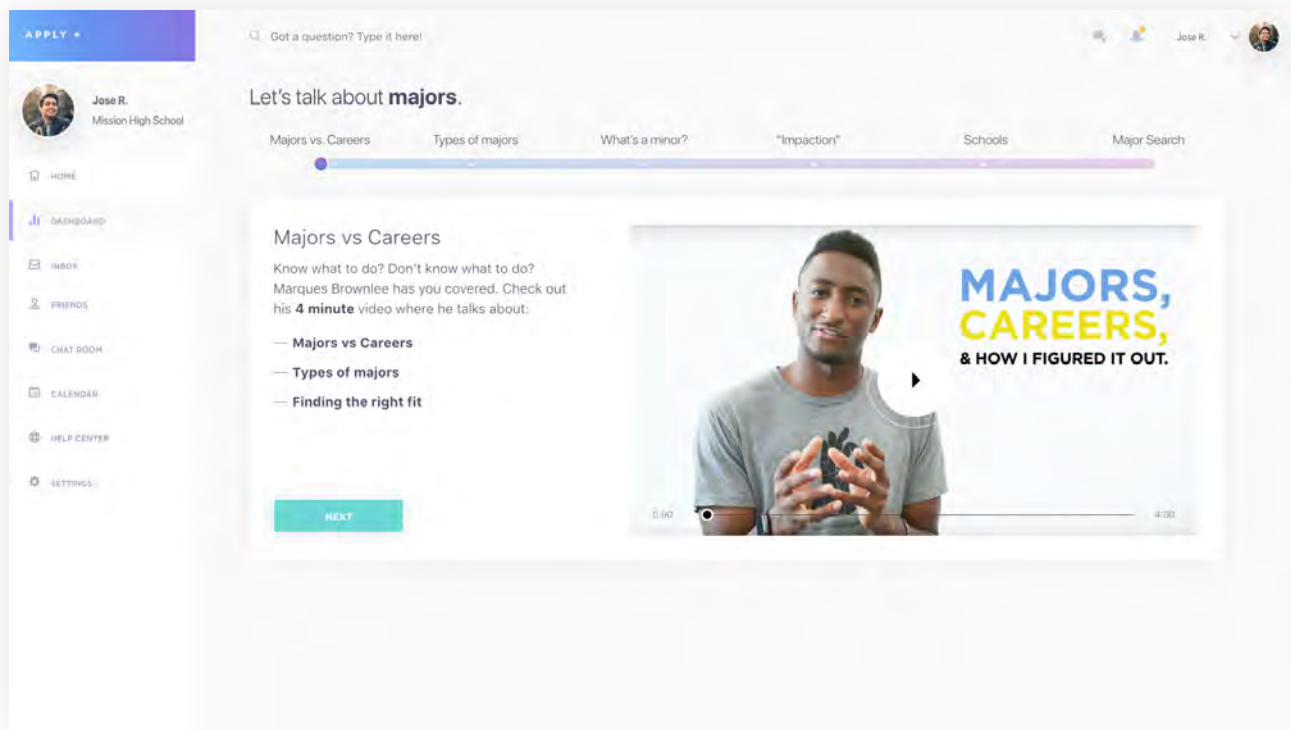 APPLY +
Got a question? Type it here!
Jose R.
Jose R.
Mission High School
HOME
DASHBOARD
INBOX
FRIENDS
CHAT ROOM
CALENDAR
HELP CENTER
SETTINGS
Let's talk about majors.
Majors vs. Careers
Types of majors
What's a minor?
"Impaction"
Schools
Major Search
Majors vs Careers
Know what to do? Don't know what to do?
Marques Brownlee has you covered. Check out
his 4 minute video where he talks about:
— Majors vs Careers
— Types of majors
— Finding the right fit
NEXT
MAJORS,
CAREERS,
& HOW I FIGURED IT OUT.
0:00
4:00